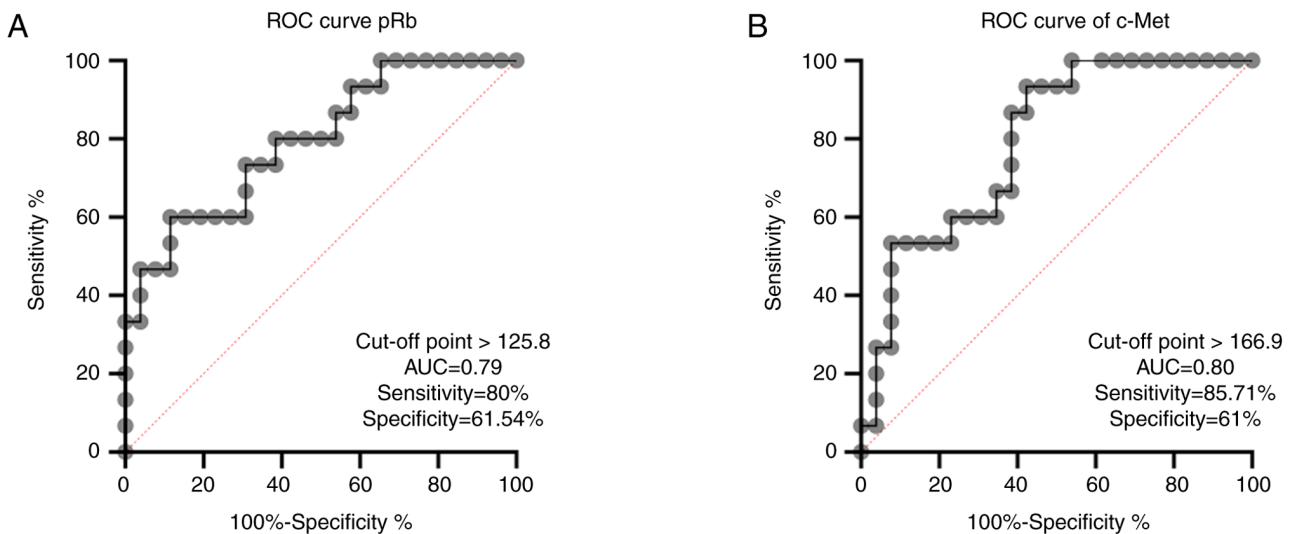 A
ROC curve pRb
100
80
60
40
20
0
Sensitivity %
Cut-off point > 125.8
AUC=0.79
Sensitivity=80%
Specificity=61.54%
0 20 40 60 80 100
100%-Specificity %
B
ROC curve of c-Met
100
80
60
40
20
0
Sensitivity %
Cut-off point > 166.9
AUC=0.80
Sensitivity=85.71%
Specificity=61%
0 20 40 60 80 100
100%-Specificity %